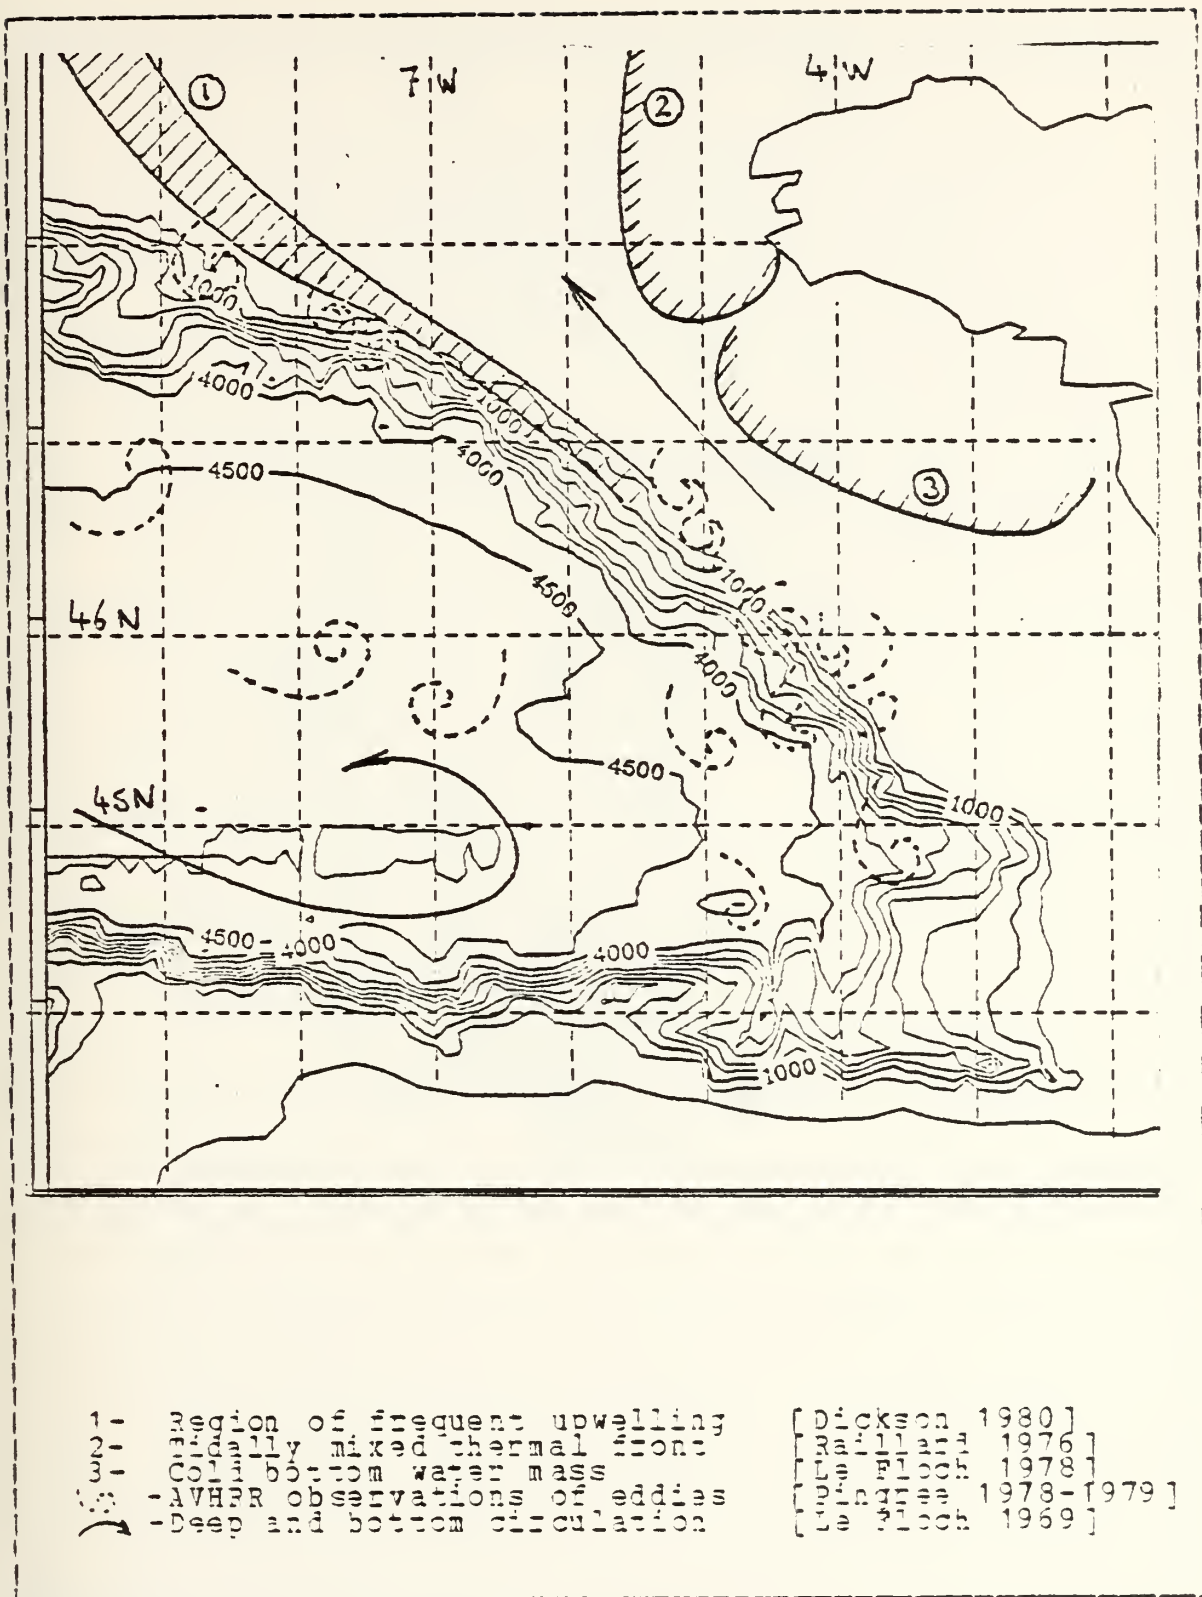 ① 7 W ② 4 W
1000
4000
1000
4500
4000
③
4500
1000
46 N
4000
4500
45N
1000
4500
4000
4000
1000
1- Region of frequent upwelling [Dickson 1980]
2- Tidally mixed thermal front [Raillard 1976]
3- Cold bottom water mass [Le Floch 1978]
-AVHRR observations of eddies [Pingree 1978-1979]
-Deep and bottom circulation [Le Floch 1969]